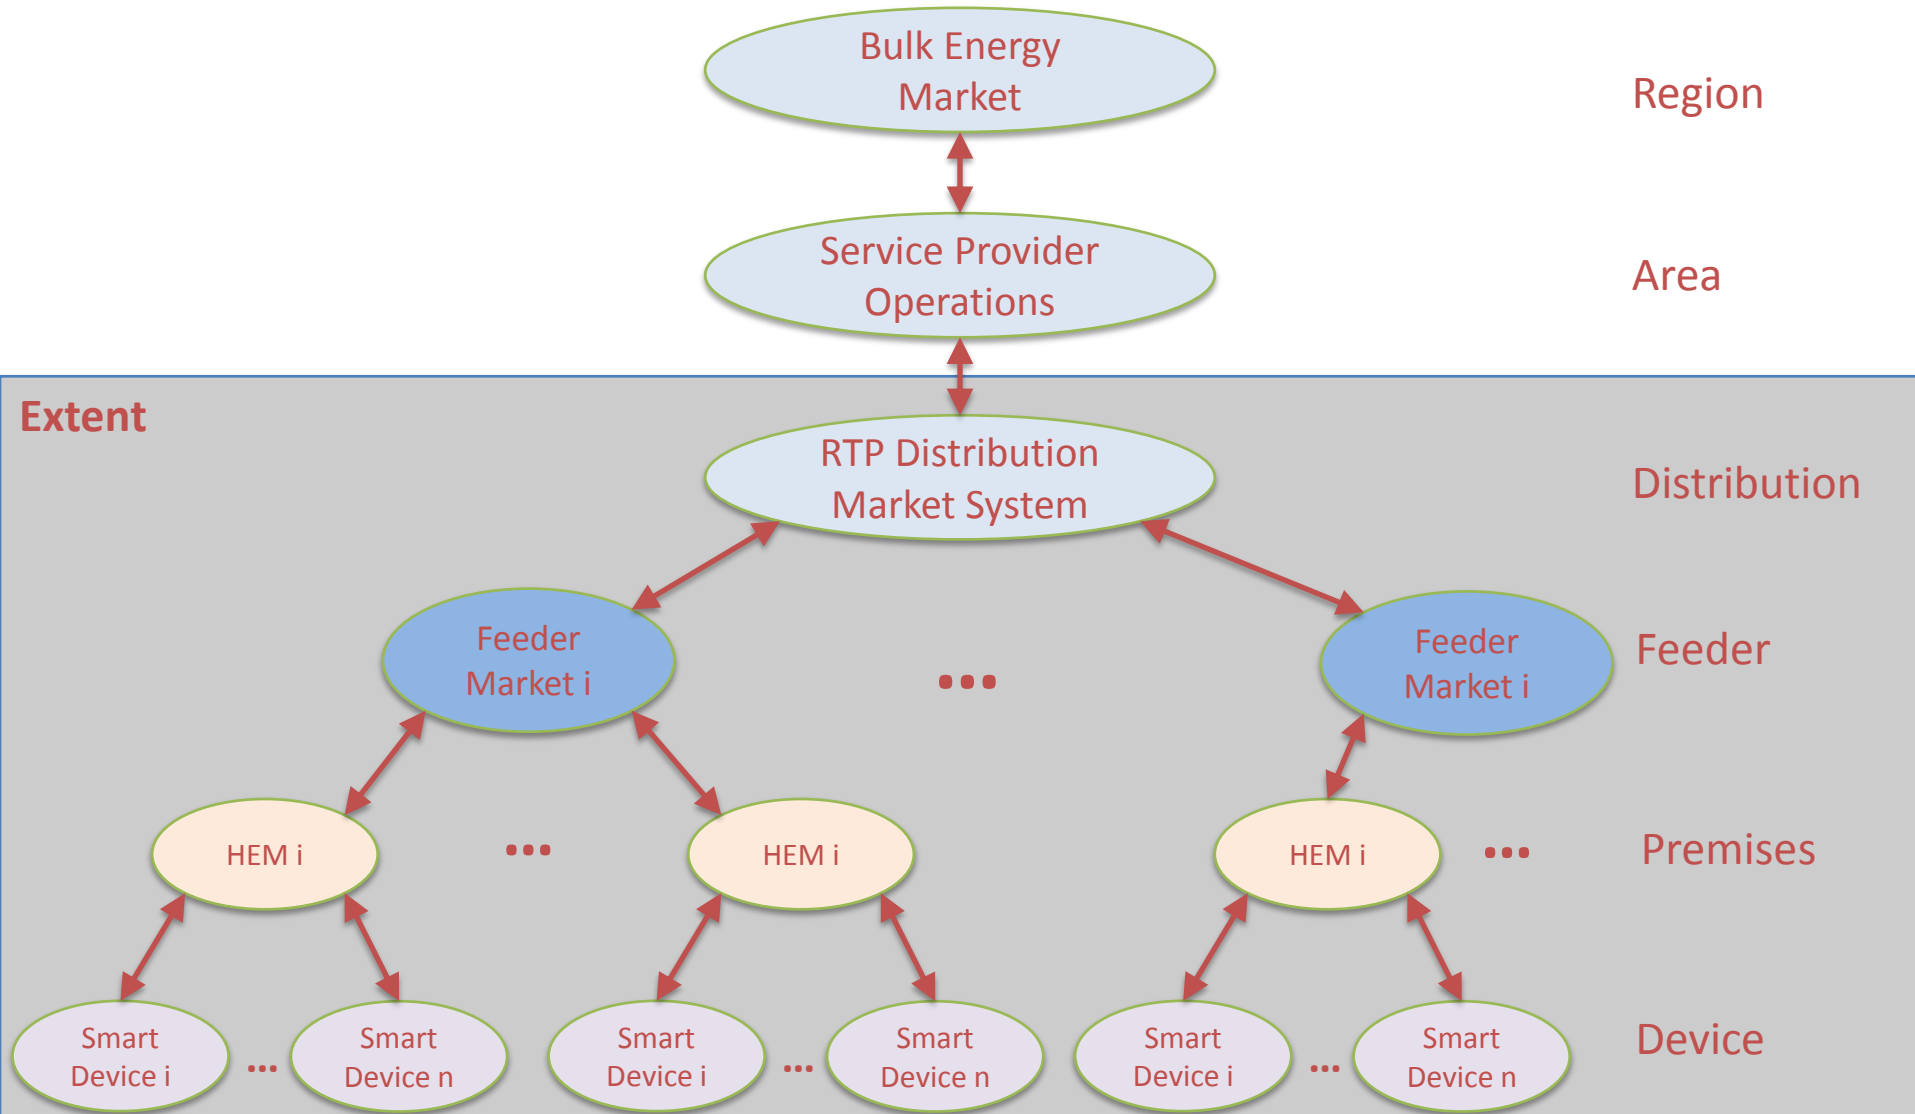 Bulk Energy
Market
Region
Service Provider
Operations
Area
Extent
RTP Distribution
Market System
Distribution
Feeder
Market i
...
Feeder
Market i
Feeder
HEM i
...
HEM i
HEM i
...
Premises
Smart
Device i
...
Smart
Device n
Smart
Device i
...
Smart
Device n
Smart
Device i
...
Smart
Device n
Device